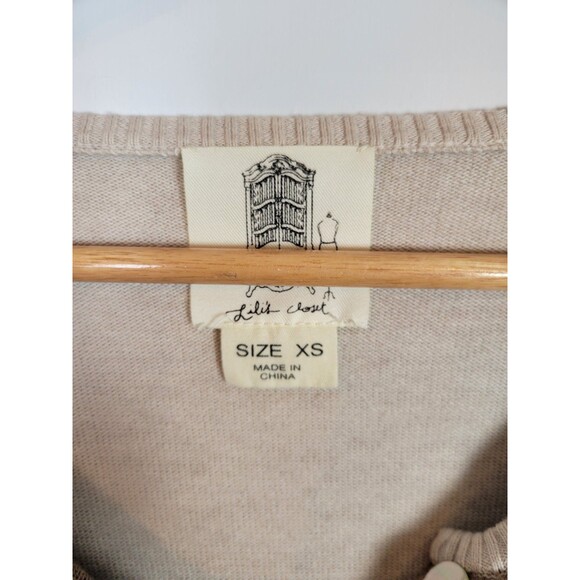 Lili's closet
SIZE XS
MADE IN
CHINA